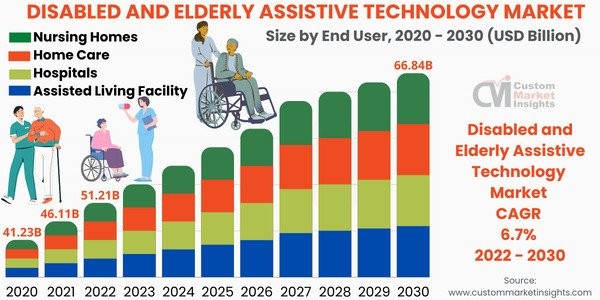 DISABLED AND ELDERLY ASSISTIVE TECHNOLOGY MARKET
Size by End User, 2020 - 2030 (USD Billion)
Nursing Homes
Home Care
Hospitals
Assisted Living Facility
41.23B
46.11B
51.21B
66.84B
2020 2021 2022 2023 2024 2025 2026 2027 2028 2029 2030
CMI Custom
Market
Insights
Disabled and
Elderly Assistive
Technology
Market
CAGR
6.7%
2022 - 2030
Source:
www.custommarketinsights.com